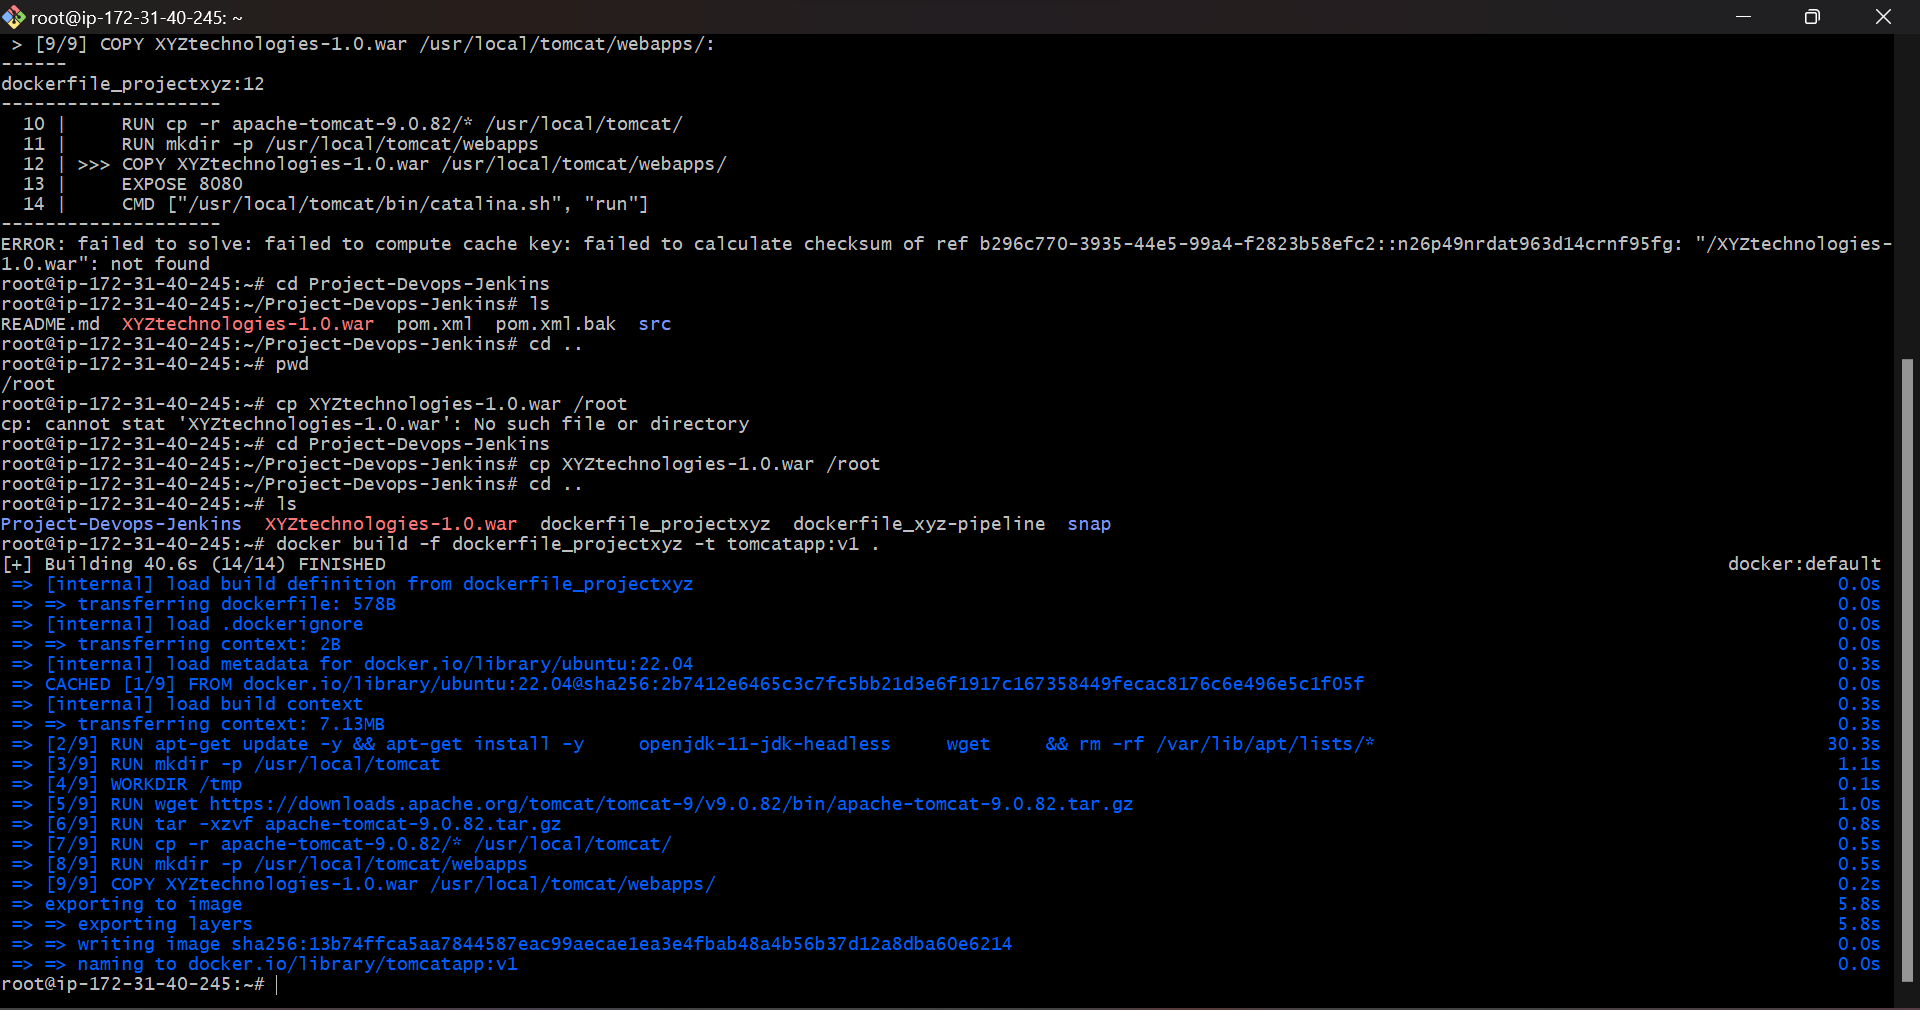 root@ip-172-31-40-245: ~
> [9/9] COPY XYZtechnologies-1.0.war /usr/local/tomcat/webapps/:
------
dockerfile_projectxyz:12
--------------------
10 |     RUN cp -r apache-tomcat-9.0.82/* /usr/local/tomcat/
11 |     RUN mkdir -p /usr/local/tomcat/webapps
12 | >>> COPY XYZtechnologies-1.0.war /usr/local/tomcat/webapps/
13 |     EXPOSE 8080
14 |     CMD ["/usr/local/tomcat/bin/catalina.sh", "run"]
--------------------
ERROR: failed to solve: failed to compute cache key: failed to calculate checksum of ref b296c770-3935-44e5-99a4-f2823b58efc2::n26p49nrdat963d14crnf95fg: "/XYZtechnologies-
1.0.war": not found
root@ip-172-31-40-245:~# cd Project-Devops-Jenkins
root@ip-172-31-40-245:~/Project-Devops-Jenkins# ls
README.md  XYZtechnologies-1.0.war  pom.xml  pom.xml.bak  src
root@ip-172-31-40-245:~/Project-Devops-Jenkins# cd ..
root@ip-172-31-40-245:~# pwd
/root
root@ip-172-31-40-245:~# cp XYZtechnologies-1.0.war /root
cp: cannot stat 'XYZtechnologies-1.0.war': No such file or directory
root@ip-172-31-40-245:~# cd Project-Devops-Jenkins
root@ip-172-31-40-245:~/Project-Devops-Jenkins# cp XYZtechnologies-1.0.war /root
root@ip-172-31-40-245:~/Project-Devops-Jenkins# cd ..
root@ip-172-31-40-245:~# ls
Project-Devops-Jenkins  XYZtechnologies-1.0.war  dockerfile_projectxyz  dockerfile_xyz-pipeline  snap
root@ip-172-31-40-245:~# docker build -f dockerfile_projectxyz -t tomcatapp:v1 .
[+] Building 40.6s (14/14) FINISHED docker:default
=> [internal] load build definition from dockerfile_projectxyz 0.0s
=> => transferring dockerfile: 578B 0.0s
=> [internal] load .dockerignore 0.0s
=> => transferring context: 2B 0.0s
=> [internal] load metadata for docker.io/library/ubuntu:22.04 0.3s
=> CACHED [1/9] FROM docker.io/library/ubuntu:22.04@sha256:2b7412e6465c3c7fc5bb21d3e6f1917c167358449fecac8176c6e496e5c1f05f 0.0s
=> [internal] load build context 0.3s
=> => transferring context: 7.13MB 0.3s
=> [2/9] RUN apt-get update -y && apt-get install -y     openjdk-11-jdk-headless     wget     && rm -rf /var/lib/apt/lists/* 30.3s
=> [3/9] RUN mkdir -p /usr/local/tomcat 1.1s
=> [4/9] WORKDIR /tmp 0.1s
=> [5/9] RUN wget https://downloads.apache.org/tomcat/tomcat-9/v9.0.82/bin/apache-tomcat-9.0.82.tar.gz 1.0s
=> [6/9] RUN tar -xzvf apache-tomcat-9.0.82.tar.gz 0.8s
=> [7/9] RUN cp -r apache-tomcat-9.0.82/* /usr/local/tomcat/ 0.5s
=> [8/9] RUN mkdir -p /usr/local/tomcat/webapps 0.5s
=> [9/9] COPY XYZtechnologies-1.0.war /usr/local/tomcat/webapps/ 0.2s
=> exporting to image 5.8s
=> => exporting layers 5.8s
=> => writing image sha256:13b74ffca5aa7844587eac99aecae1ea3e4fbab48a4b56b37d12a8dba60e6214 0.0s
=> => naming to docker.io/library/tomcatapp:v1 0.0s
root@ip-172-31-40-245:~#